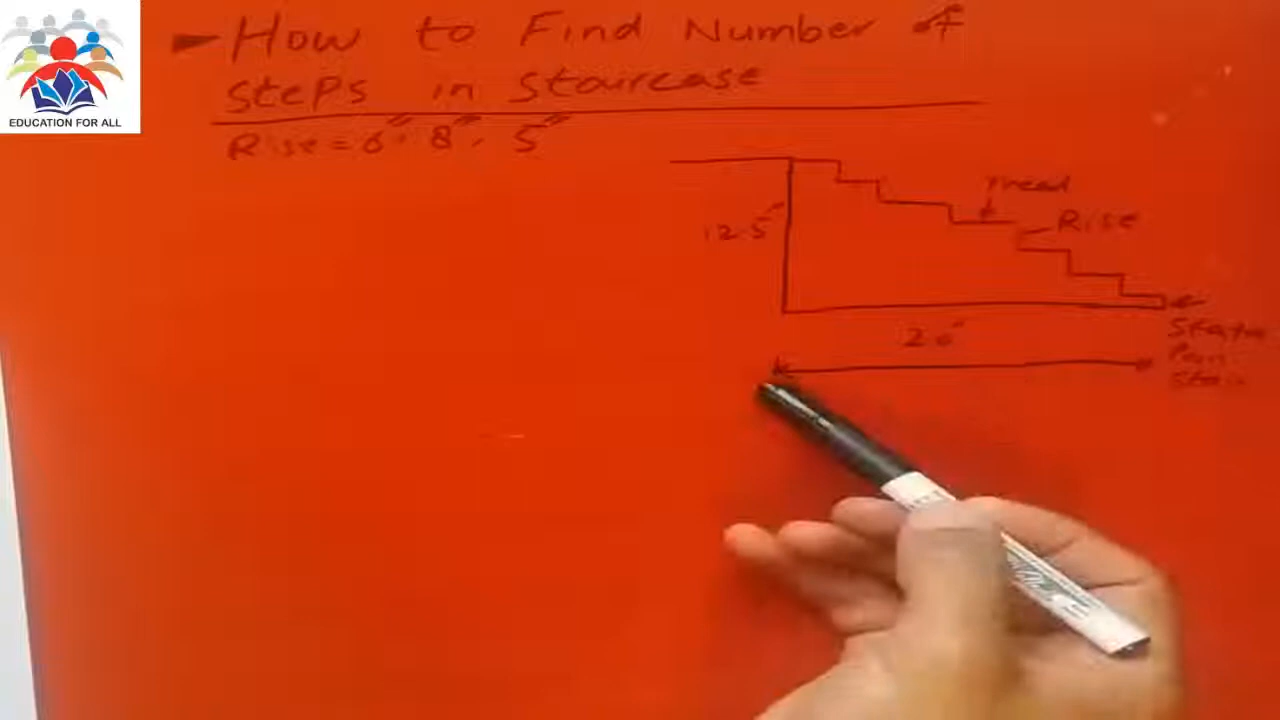 How to Find Number of
steps in staircase
Rise = 6" 8" 5"
Tread
Rise
12.5"
20"
EDUCATION FOR ALL